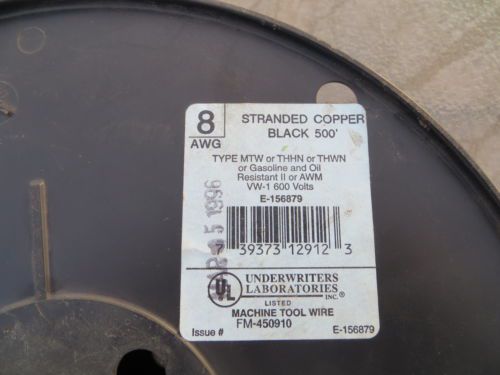 8
AWG
STRANDED COPPER
BLACK 500'
TYPE MTW or THHN or THWN
or Gasoline and Oil
Resistant II or AWM
VW-1 600 Volts
E-156879
7 39373 12912 3
5 1996
UL
UNDERWRITERS
LABORATORIES
INC.®
LISTED
MACHINE TOOL WIRE
FM-450910
Issue #
E-156879